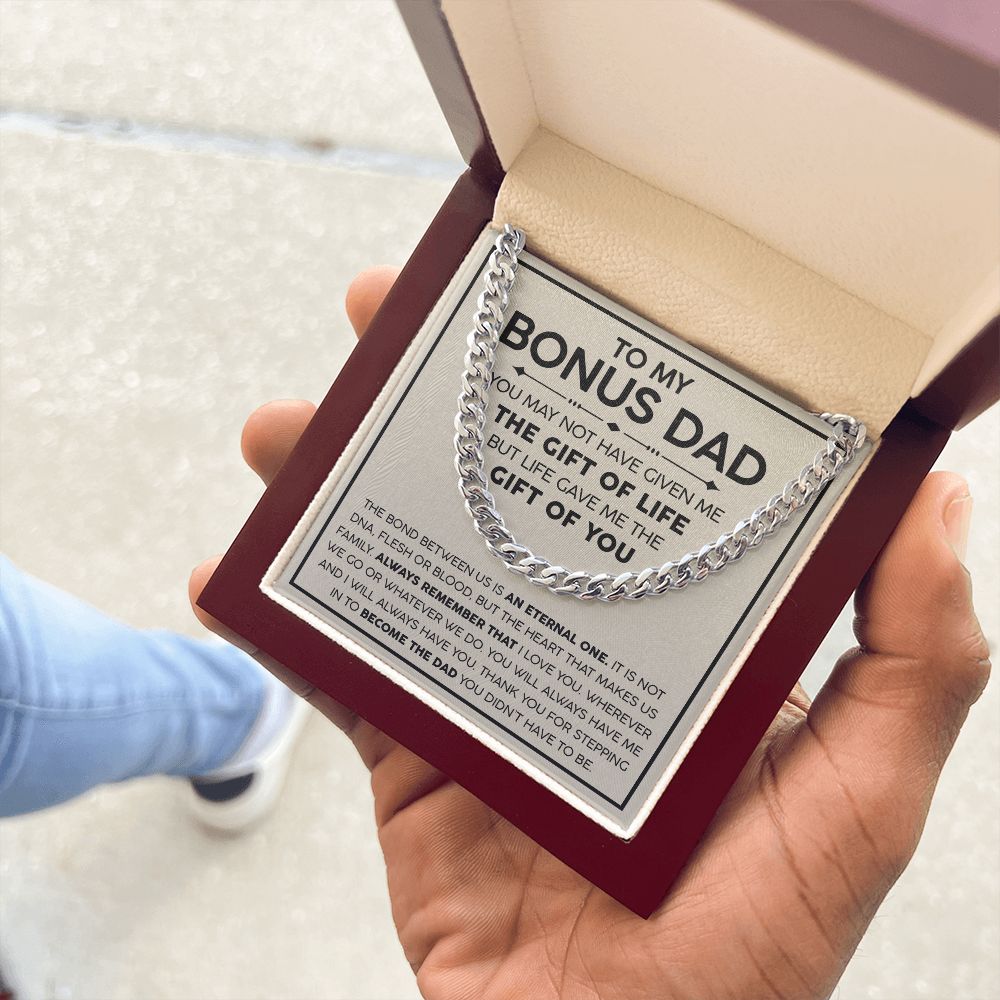 TO MY
BONUS DAD
YOU MAY NOT HAVE GIVEN ME
THE GIFT OF LIFE
BUT LIFE GAVE ME THE
GIFT OF YOU
THE BOND BETWEEN US IS AN ETERNAL ONE. IT IS NOT
DNA, FLESH OR BLOOD, BUT THE HEART THAT MAKES US
FAMILY. ALWAYS REMEMBER THAT I LOVE YOU. WHEREVER
WE GO OR WHATEVER WE DO, YOU WILL ALWAYS HAVE ME
AND I WILL ALWAYS HAVE YOU. THANK YOU FOR STEPPING
IN TO BECOME THE DAD YOU DIDN'T HAVE TO BE.